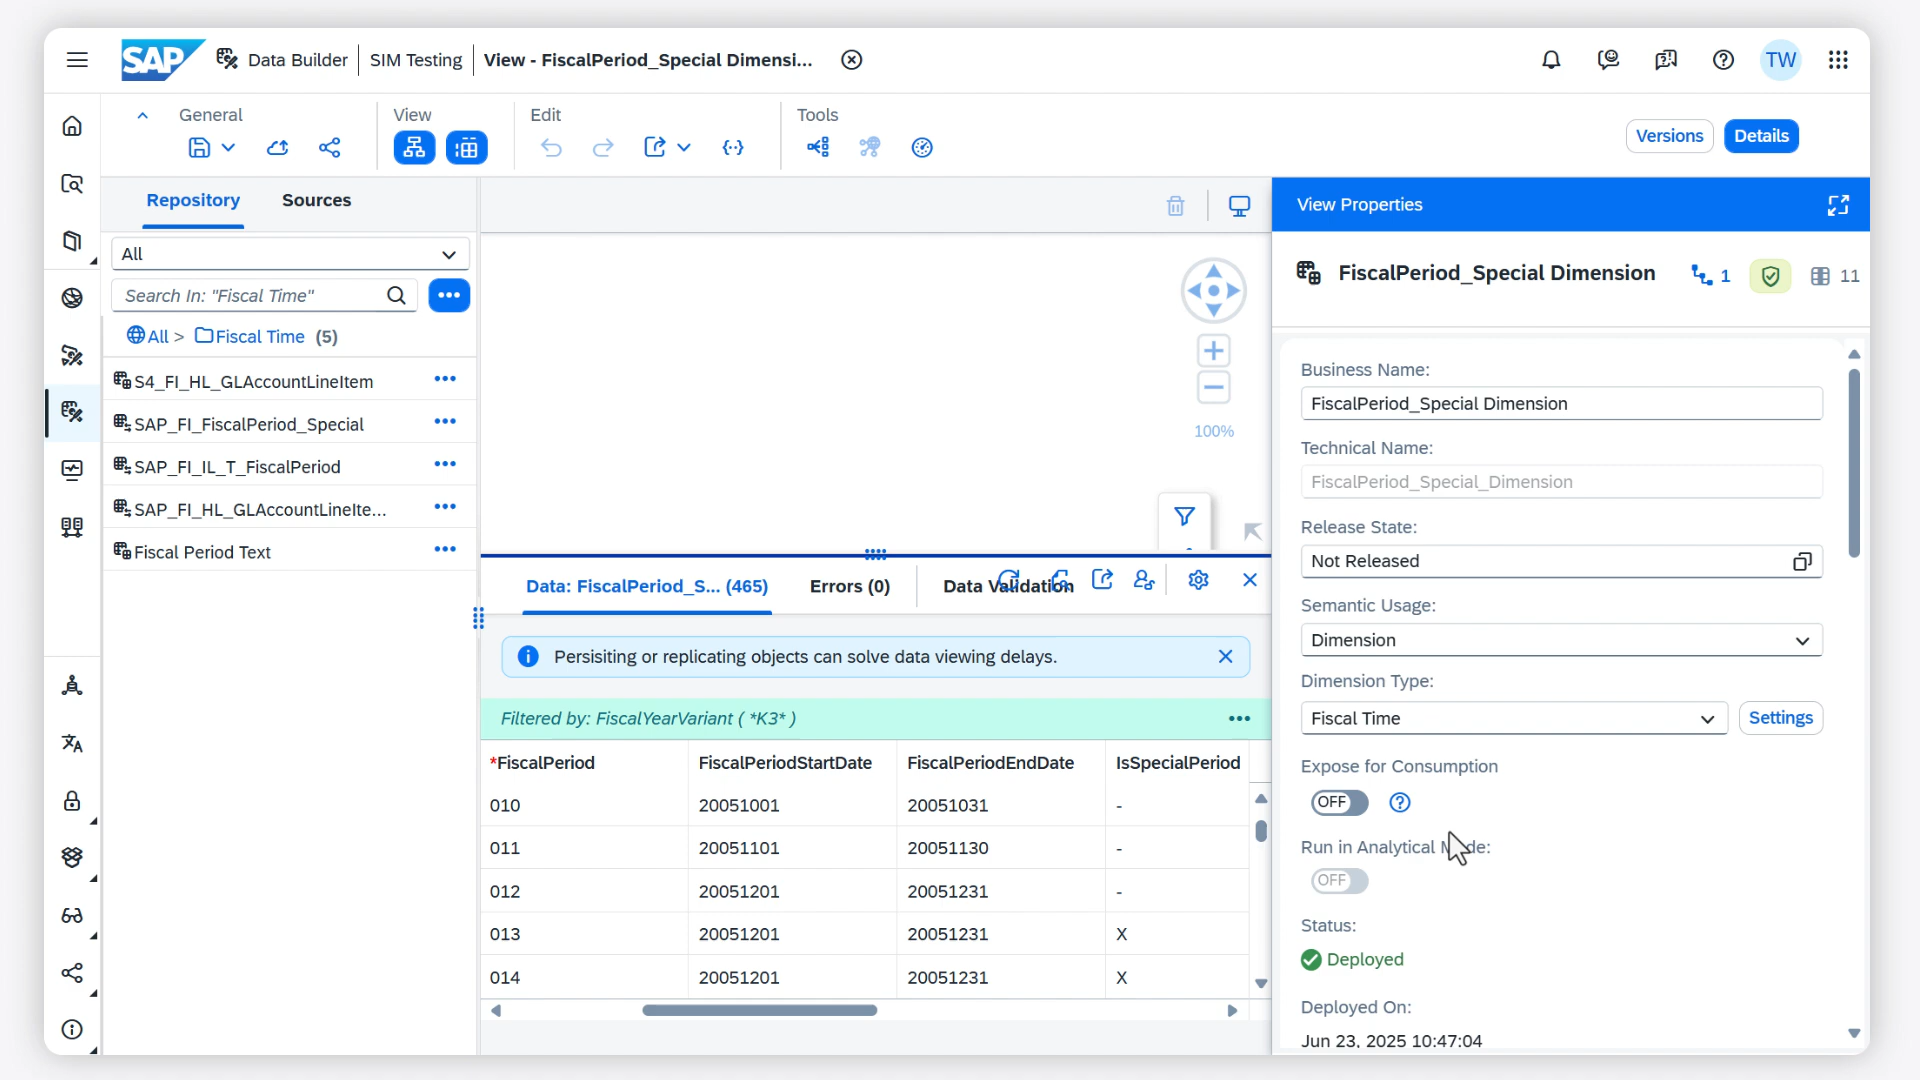 SAP
Data Builder
SIM Testing
View - FiscalPeriod_Special Dimensi...
TW
General
View
Edit
Tools
Versions
Details
Repository
Sources
All
Search In: "Fiscal Time"
All >
Fiscal Time (5)
S4_FI_HL_GLAccountLineItem
SAP_FI_FiscalPeriod_Special
SAP_FI_IL_T_FiscalPeriod
SAP_FI_HL_GLAccountLineIte...
Fiscal Period Text
100%
Data: FiscalPeriod_S... (465)
Errors (0)
Data Validation
Persisiting or replicating objects can solve data viewing delays.
Filtered by: FiscalYearVariant ( *K3* )
*FiscalPeriod FiscalPeriodStartDate FiscalPeriodEndDate IsSpecialPeriod
010 20051001 20051031 -
011 20051101 20051130 -
012 20051201 20051231 -
013 20051201 20051231 X
014 20051201 20051231 X
View Properties
FiscalPeriod_Special Dimension
1
11
Business Name:
FiscalPeriod_Special Dimension
Technical Name:
FiscalPeriod_Special_Dimension
Release State:
Not Released
Semantic Usage:
Dimension
Dimension Type:
Fiscal Time
Settings
Expose for Consumption
OFF
Run in Analytical Mode:
OFF
Status:
Deployed
Deployed On:
Jun 23, 2025 10:47:04